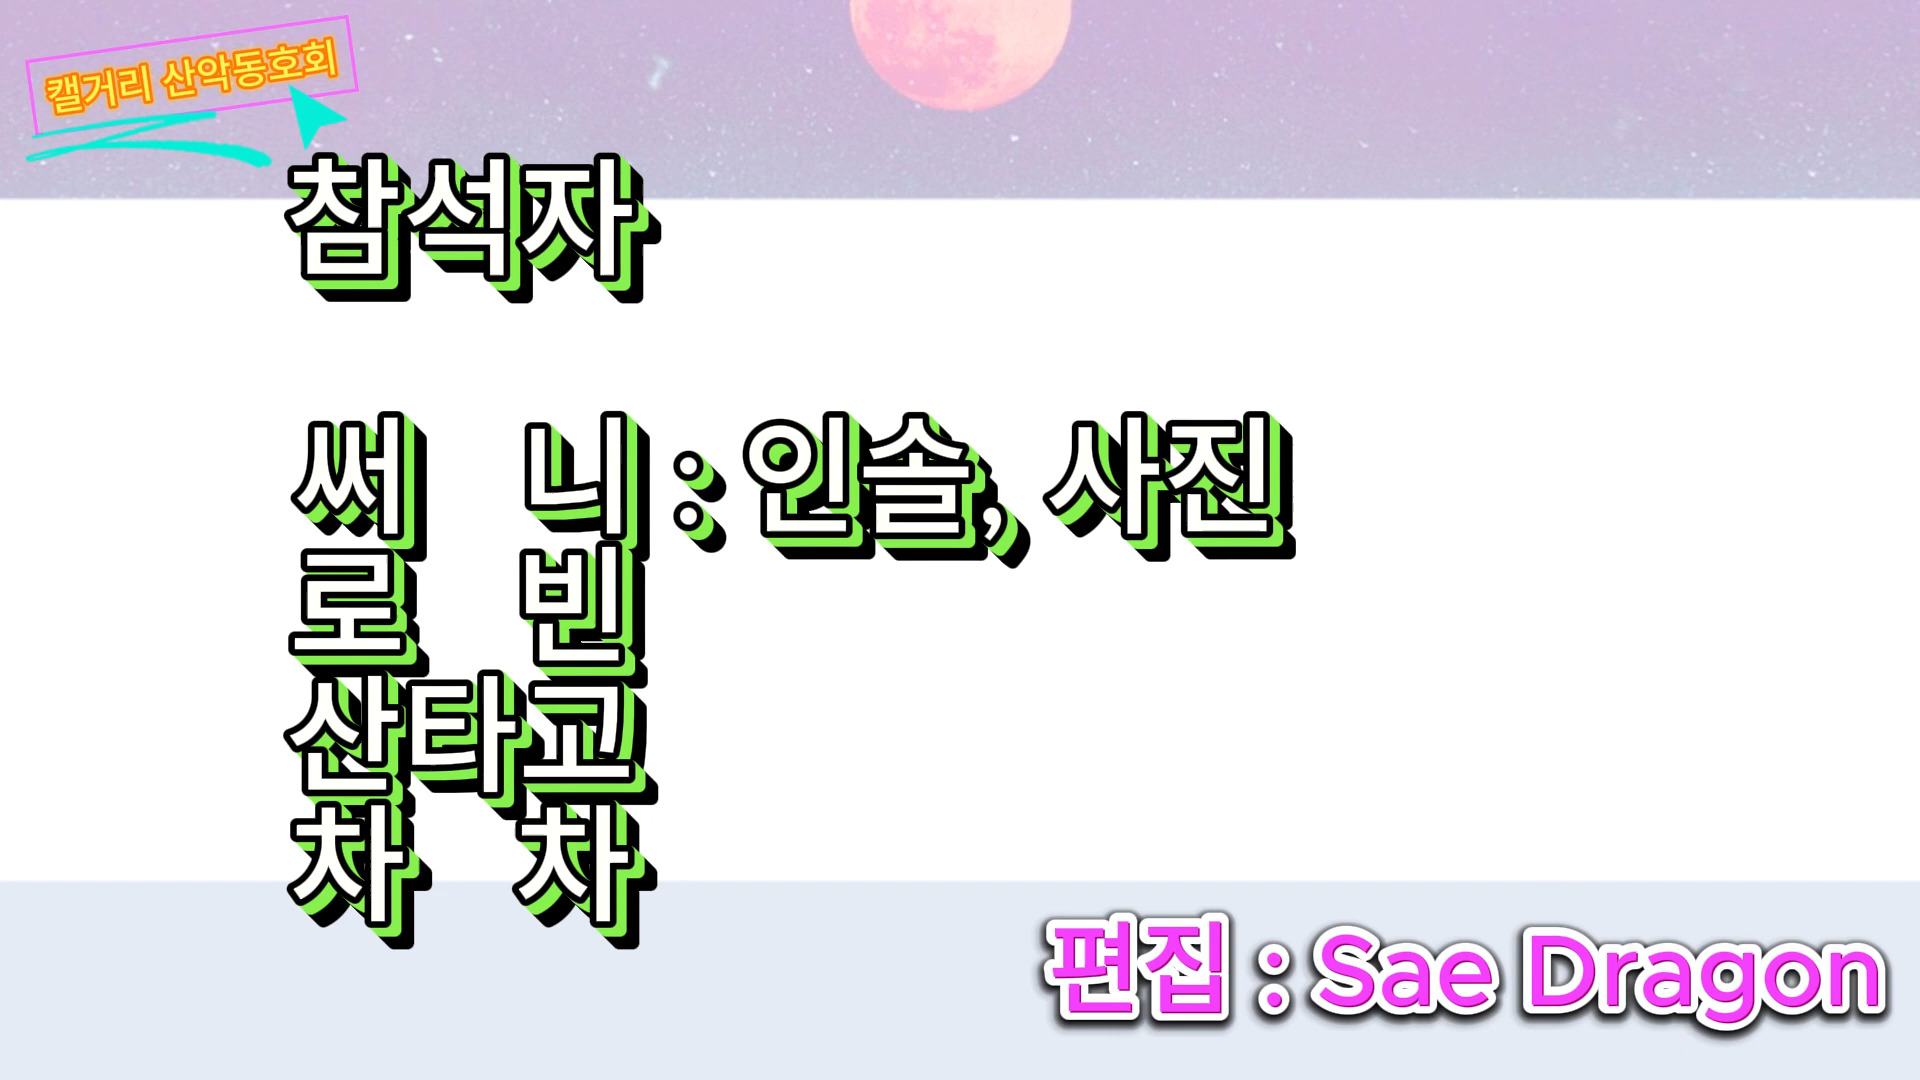 캘거리 산악동호회
참석자
써 니 : 인솔, 사진
로 빈
산타고
차 차
편집 : Sae Dragon